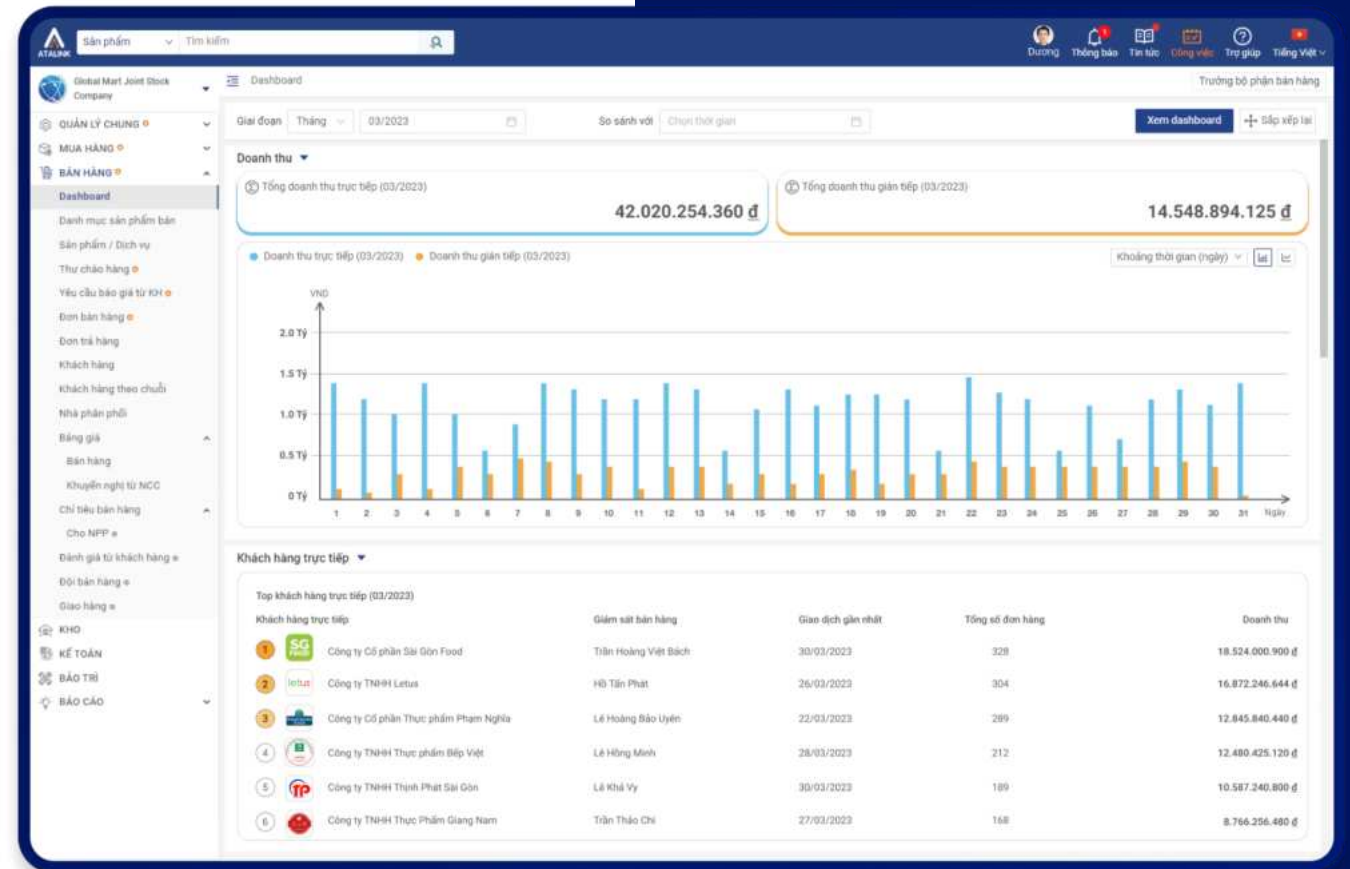 ATALINK Sản phẩm Tìm kiếm Dương Thông báo Tin tức Công việc Trợ giúp Tiếng Việt
Global Mart Joint Stock
Company
Dashboard Trưởng bộ phận bán hàng
QUẢN LÝ CHUNG
MUA HÀNG
BÁN HÀNG
Dashboard
Danh mục sản phẩm bán
Sản phẩm / Dịch vụ
Thư chào hàng
Yêu cầu báo giá từ KH
Đơn bán hàng
Đơn trả hàng
Khách hàng
Khách hàng theo chuỗi
Nhà phân phối
Bảng giá
Bán hàng
Khuyến nghị từ NCC
Chỉ tiêu bán hàng
Cho NPP
Đánh giá từ khách hàng
Đội bán hàng
Giao hàng
KHO
KẾ TOÁN
BẢO TRÌ
BÁO CÁO
Giai đoạn Tháng 03/2023 So sánh với Chọn thời gian Xem dashboard Sắp xếp lại
Doanh thu
Tổng doanh thu trực tiếp (03/2023)
42.020.254.360 đ
Tổng doanh thu gián tiếp (03/2023)
14.548.894.125 đ
Doanh thu trực tiếp (03/2023) Doanh thu gián tiếp (03/2023) Khoảng thời gian (ngày)
VND
2.0 Tỷ
1.5 Tỷ
1.0 Tỷ
0.5 Tỷ
0 Tỷ
1 2 3 4 5 6 7 8 9 10 11 12 13 14 15 16 17 18 19 20 21 22 23 24 25 26 27 28 29 30 31 Ngày
Khách hàng trực tiếp
Top khách hàng trực tiếp (03/2023)
Khách hàng trực tiếp Giám sát bán hàng Giao dịch gần nhất Tổng số đơn hàng Doanh thu
1 SG FOOD Công ty Cổ phần Sài Gòn Food Trần Hoàng Việt Bách 30/03/2023 328 18.524.000.900 đ
2 letus Công ty TNHH Letus Hồ Tấn Phát 26/03/2023 304 16.872.246.644 đ
3 Công ty Cổ phần Thực phẩm Phạm Nghĩa Lê Hoàng Bảo Uyên 22/03/2023 289 12.845.840.440 đ
4 Công ty TNHH Thực phẩm Bếp Việt Lê Hồng Minh 28/03/2023 212 12.480.425.120 đ
5 TP Công ty TNHH Thịnh Phát Sài Gòn Lê Khả Vy 30/03/2023 189 10.587.240.800 đ
6 Công ty TNHH Thực Phẩm Giang Nam Trần Thảo Chi 27/03/2023 168 8.766.256.480 đ